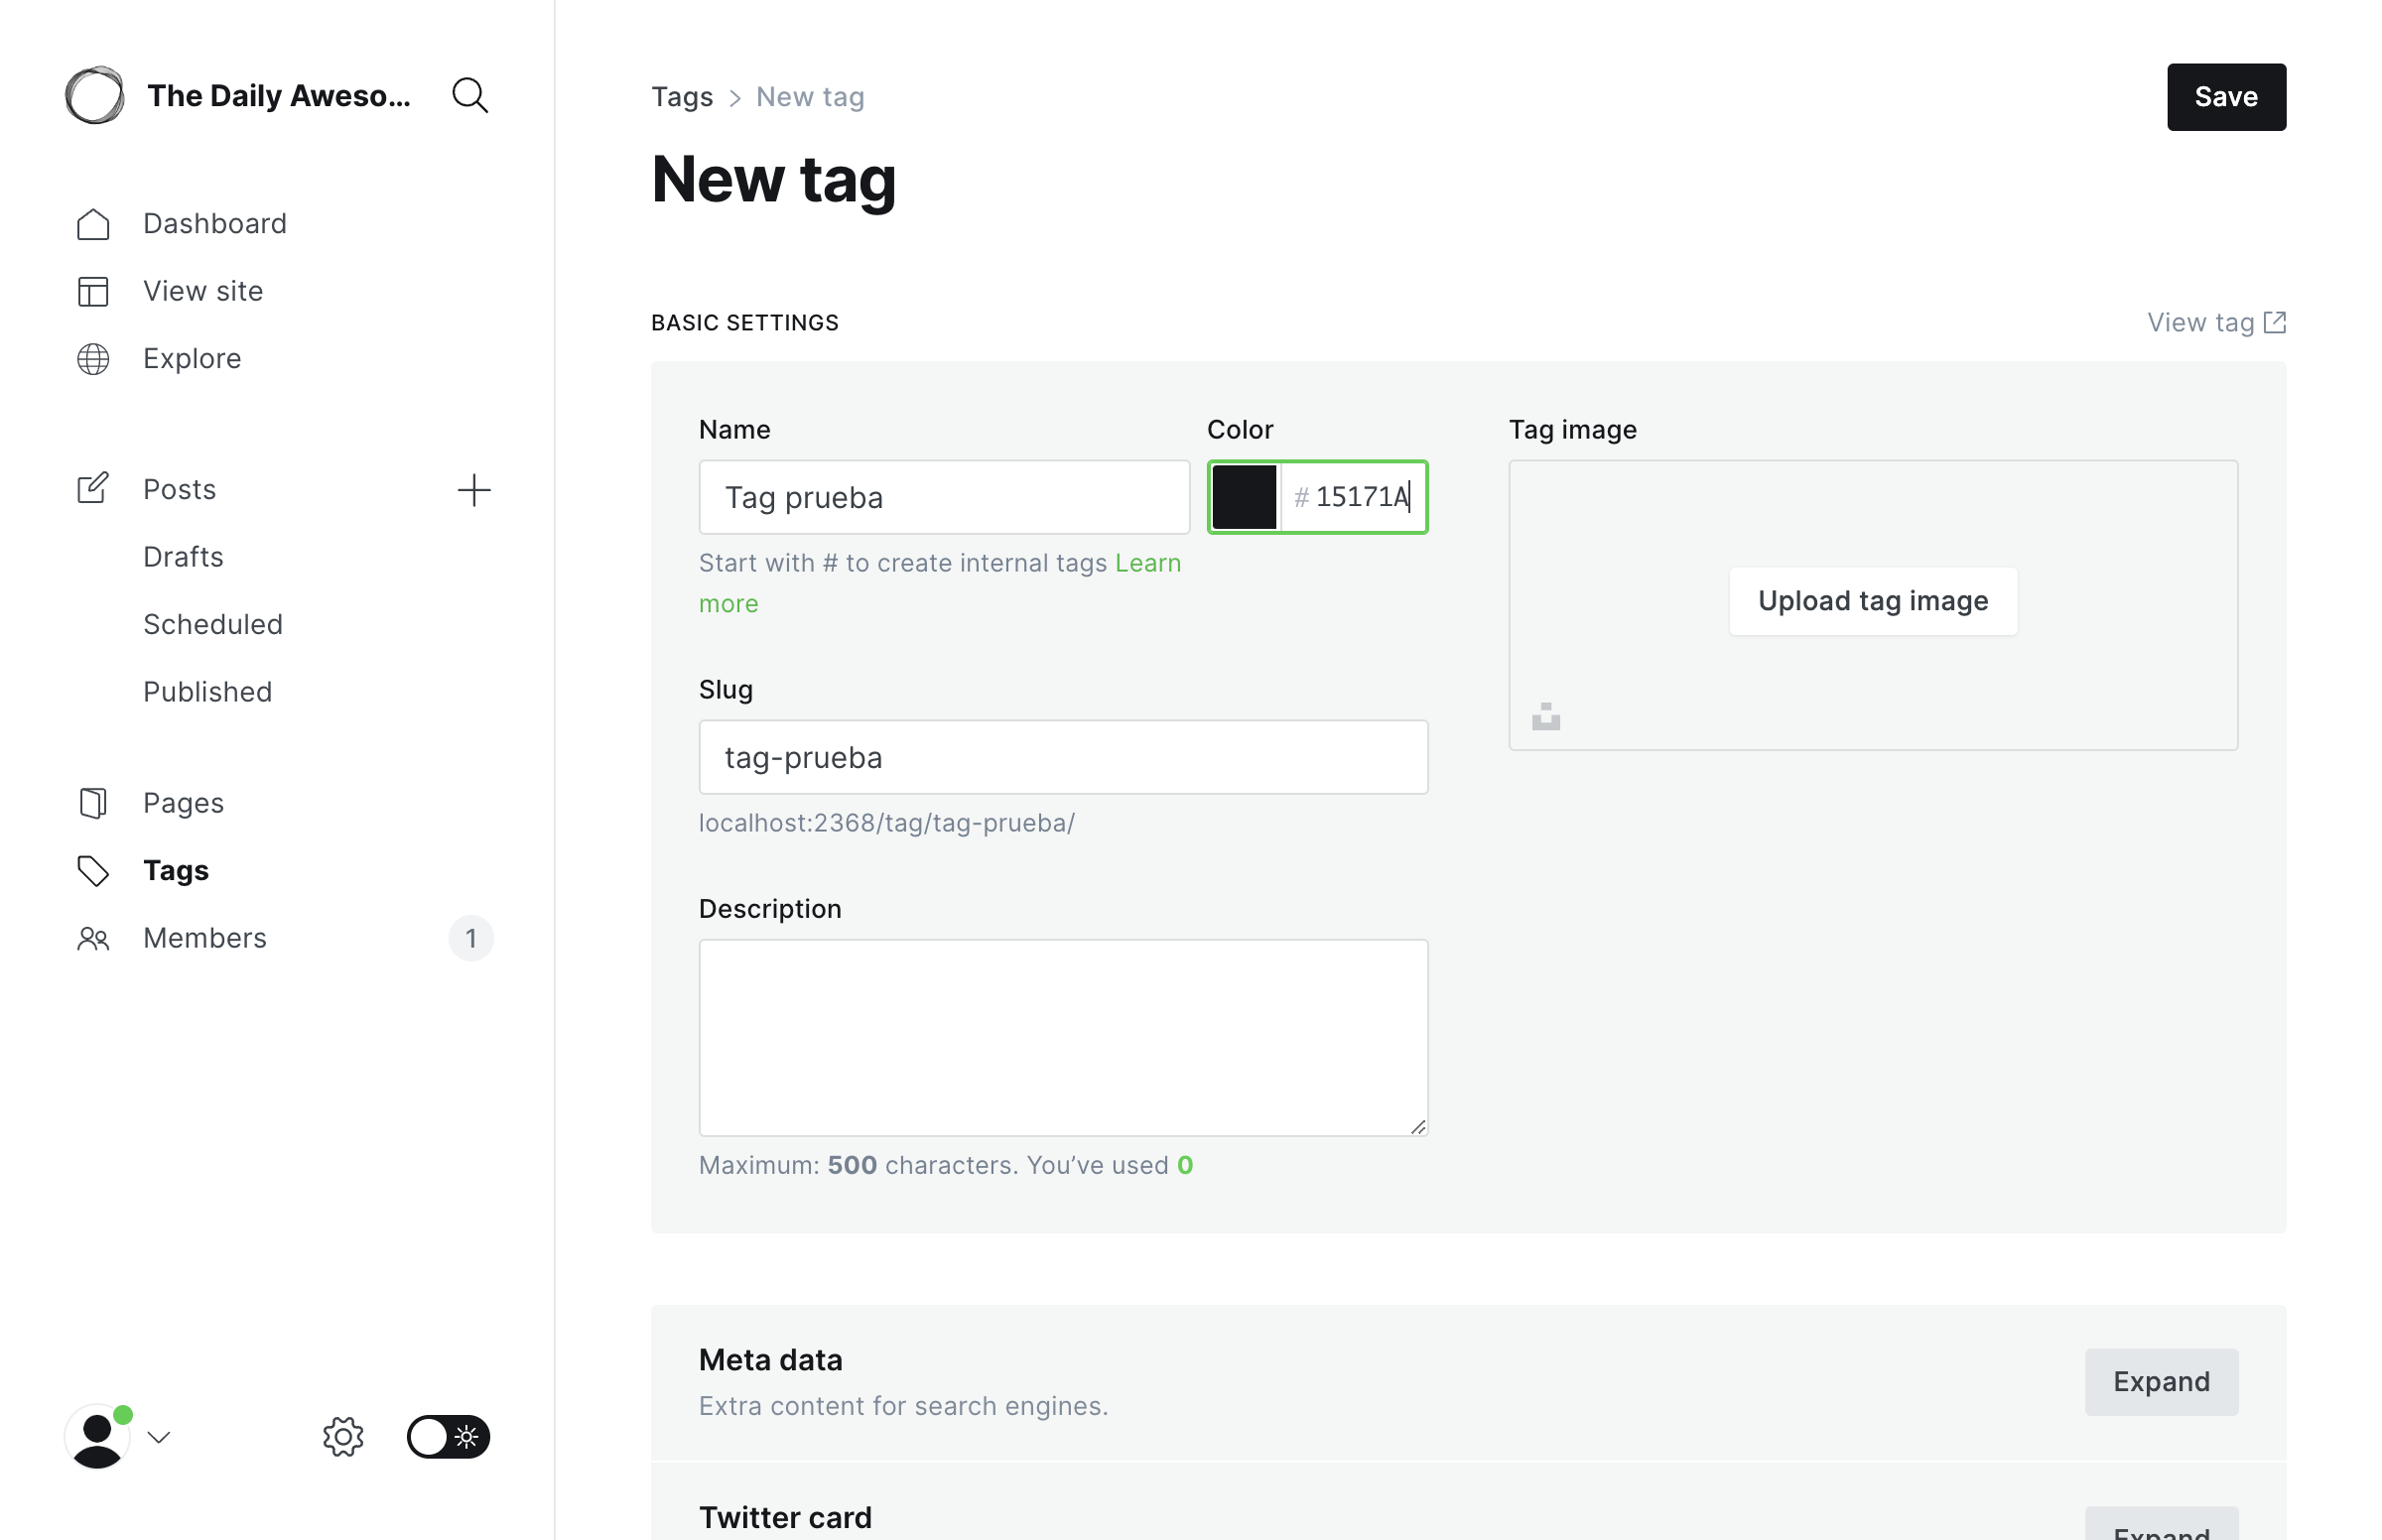 The Daily Aweso...
Dashboard
View site
Explore
Posts
Drafts
Scheduled
Published
Pages
Tags
Members
1
Tags > New tag
Save
New tag
BASIC SETTINGS
View tag
Name
Color
Tag image
Tag prueba
# 15171A
Start with # to create internal tags Learn
more
Upload tag image
Slug
tag-prueba
localhost:2368/tag/tag-prueba/
Description
Maximum: 500 characters. You’ve used 0
Meta data
Extra content for search engines.
Expand
Twitter card
Expand